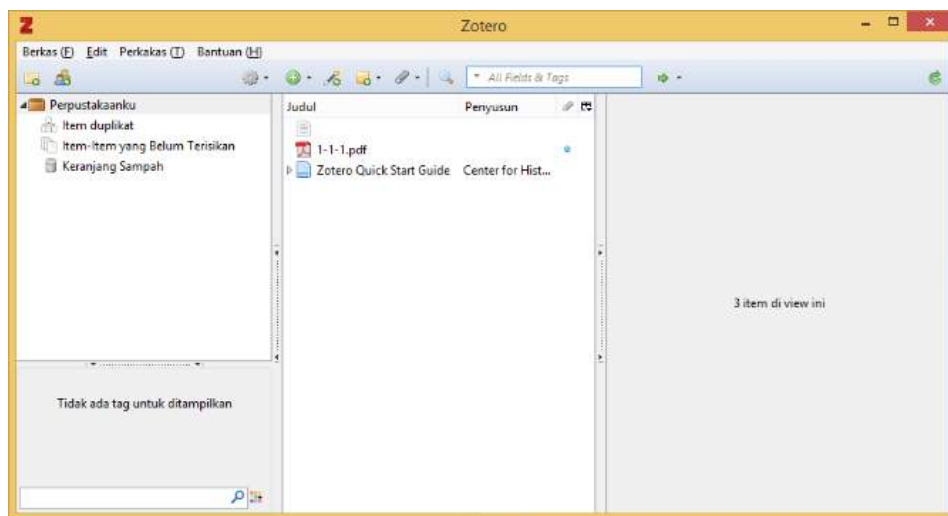 Zotero
Berkas (F) Edit Perkakas (T) Bantuan (H)
All Fields & Tags
Perpustakaanku
Item duplikat
Item-Item yang Belum Terisikan
Keranjang Sampah
Judul Penyusun
1-1-1.pdf
Zotero Quick Start Guide Center for Hist...
3 item di view ini
Tidak ada tag untuk ditampilkan